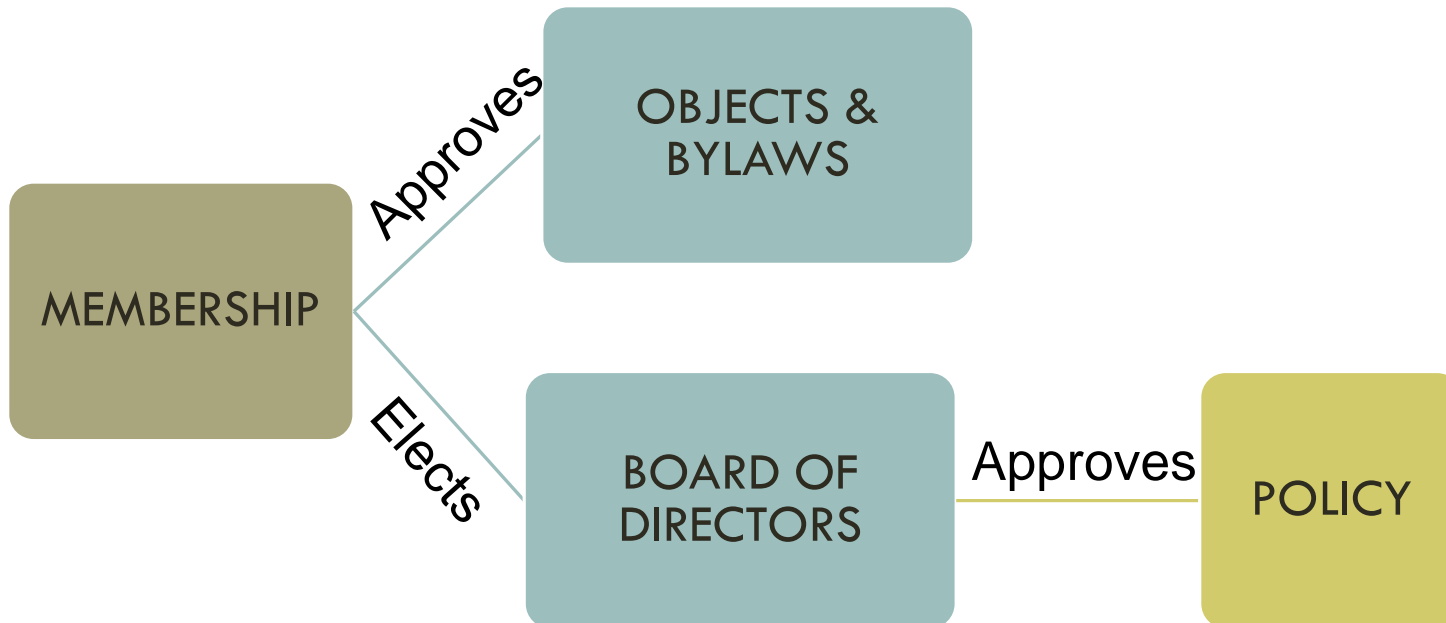 Approves
OBJECTS &
BYLAWS
MEMBERSHIP
Elects
BOARD OF
DIRECTORS
Approves
POLICY